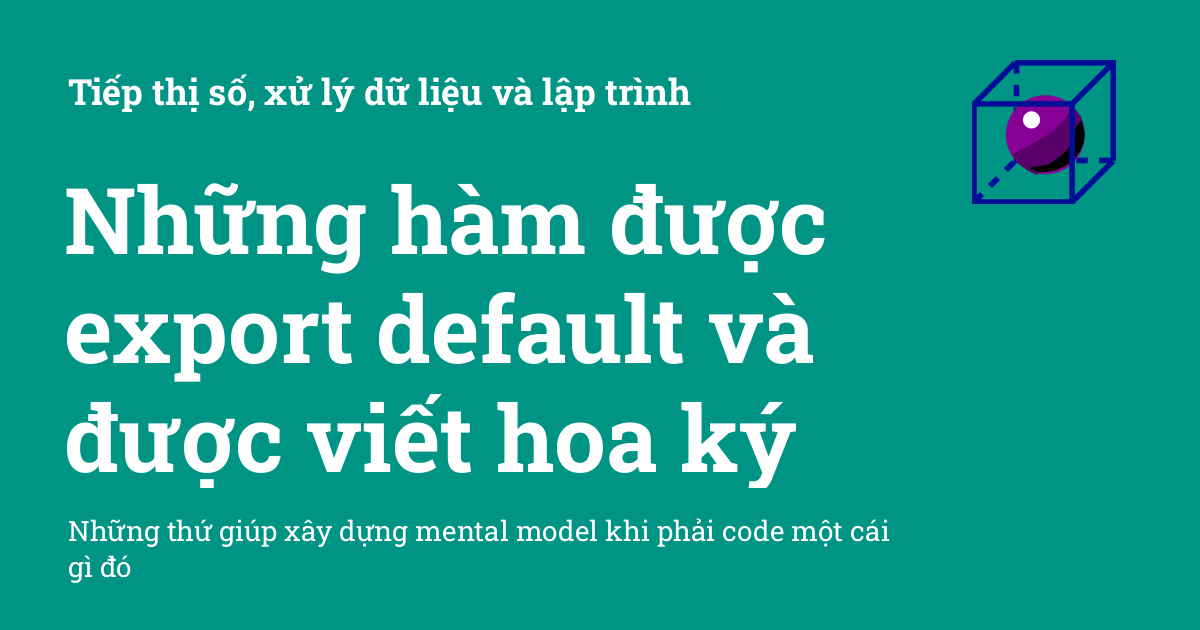 Tiếp thị số, xử lý dữ liệu và lập trình
Những hàm được
export default và
được viết hoa ký
Những thứ giúp xây dựng mental model khi phải code một cái
gì đó